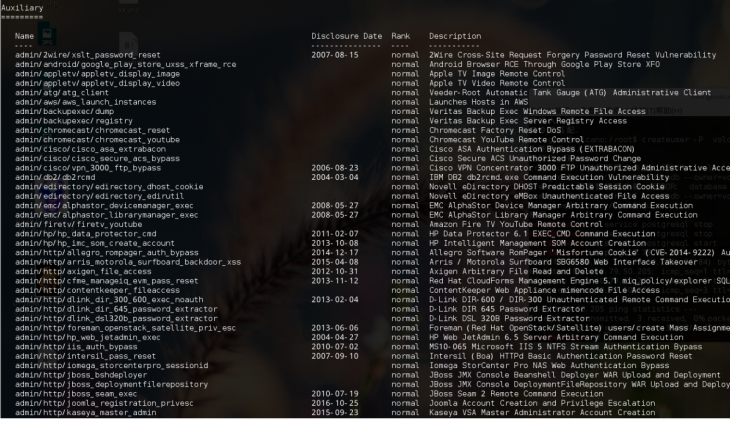 Auxiliary
=========
Name Disclosure Date Rank Description
---- --------------- ---- -----------
admin/2wire/xslt_password_reset 2007-08-15 normal 2Wire Cross-Site Request Forgery Password Reset Vulnerability
admin/android/google_play_store_uxss_xframe_rce normal Android Browser RCE Through Google Play Store XFO
admin/appletv/appletv_display_image normal Apple TV Image Remote Control
admin/appletv/appletv_display_video normal Apple TV Video Remote Control
admin/atg/atg_client normal Veeder-Root Automatic Tank Gauge (ATG) Administrative Client
admin/aws/aws_launch_instances normal Launches Hosts in AWS
admin/backupexec/dump normal Veritas Backup Exec Windows Remote File Access
admin/backupexec/registry normal Veritas Backup Exec Server Registry Access
admin/chromecast/chromecast_reset normal Chromecast Factory Reset DoS
admin/chromecast/chromecast_youtube normal Chromecast YouTube Remote Control
admin/cisco/cisco_asa_extrabacon normal Cisco ASA Authentication Bypass (EXTRABACON)
admin/cisco/cisco_secure_acs_bypass normal Cisco Secure ACS Unauthorized Password Change
admin/cisco/vpn_3000_ftp_bypass 2006-08-23 normal Cisco VPN Concentrator 3000 FTP Unauthorized Administrative Acce
admin/db2/db2rcmd 2004-03-04 normal IBM DB2 db2rcmd.exe Command Execution Vulnerability
admin/edirectory/edirectory_dhost_cookie normal Novell eDirectory DHOST Predictable Session Cookie
admin/edirectory/edirectory_edirutil normal Novell eDirectory eMBox Unauthenticated File Access
admin/emc/alphastor_devicemanager_exec 2008-05-27 normal EMC AlphaStor Device Manager Arbitrary Command Execution
admin/emc/alphastor_librarymanager_exec 2008-05-27 normal EMC AlphaStor Library Manager Arbitrary Command Execution
admin/firetv/firetv_youtube normal Amazon Fire TV YouTube Remote Control
admin/hp/hp_data_protector_cmd 2011-02-07 normal HP Data Protector 6.1 EXEC_CMD Command Execution
admin/hp/hp_imc_som_create_account 2013-10-08 normal HP Intelligent Management SOM Account Creation
admin/http/allegro_rompager_auth_bypass 2014-12-17 normal Allegro Software RomPager 'Misfortune Cookie' (CVE-2014-9222) Au
admin/http/arris_motorola_surfboard_backdoor_xss 2015-04-08 normal Arris / Motorola Surfboard SBG6580 Web Interface Takeover
admin/http/axigen_file_access 2012-10-31 normal Axigen Arbitrary File Read and Delete
admin/http/cfme_manageiq_evm_pass_reset 2013-11-12 normal Red Hat CloudForms Management Engine 5.1 miq_policy/explorer SQL
admin/http/contentkeeper_fileaccess normal ContentKeeper Web Appliance mimencode File Access
admin/http/dlink_dir_300_600_exec_noauth 2013-02-04 normal D-Link DIR-600 / DIR-300 Unauthenticated Remote Command Executio
admin/http/dlink_dir_645_password_extractor normal D-Link DIR 645 Password Extractor
admin/http/dlink_dsl320b_password_extractor normal D-Link DSL 320B Password Extractor
admin/http/foreman_openstack_satellite_priv_esc 2013-06-06 normal Foreman (Red Hat OpenStack/Satellite) users/create Mass Assignme
admin/http/hp_web_jetadmin_exec 2004-04-27 normal HP Web JetAdmin 6.5 Server Arbitrary Command Execution
admin/http/iis_auth_bypass 2010-07-02 normal MS10-065 Microsoft IIS 5 NTFS Stream Authentication Bypass
admin/http/intersil_pass_reset 2007-09-10 normal Intersil (Boa) HTTPd Basic Authentication Password Reset
admin/http/iomega_storcenterpro_sessionid normal Iomega StorCenter Pro NAS Web Authentication Bypass
admin/http/jboss_bshdeployer normal JBoss JMX Console Beanshell Deployer WAR Upload and Deployment
admin/http/jboss_deploymentfilerepository normal JBoss JMX Console DeploymentFileRepository WAR Upload and Deploy
admin/http/jboss_seam_exec 2010-07-19 normal JBoss Seam 2 Remote Command Execution
admin/http/joomla_registration_privesc 2016-10-25 normal Joomla Account Creation and Privilege Escalation
admin/http/kaseya_master_admin 2015-09-23 normal Kaseya VSA Master Administrator Account Creation